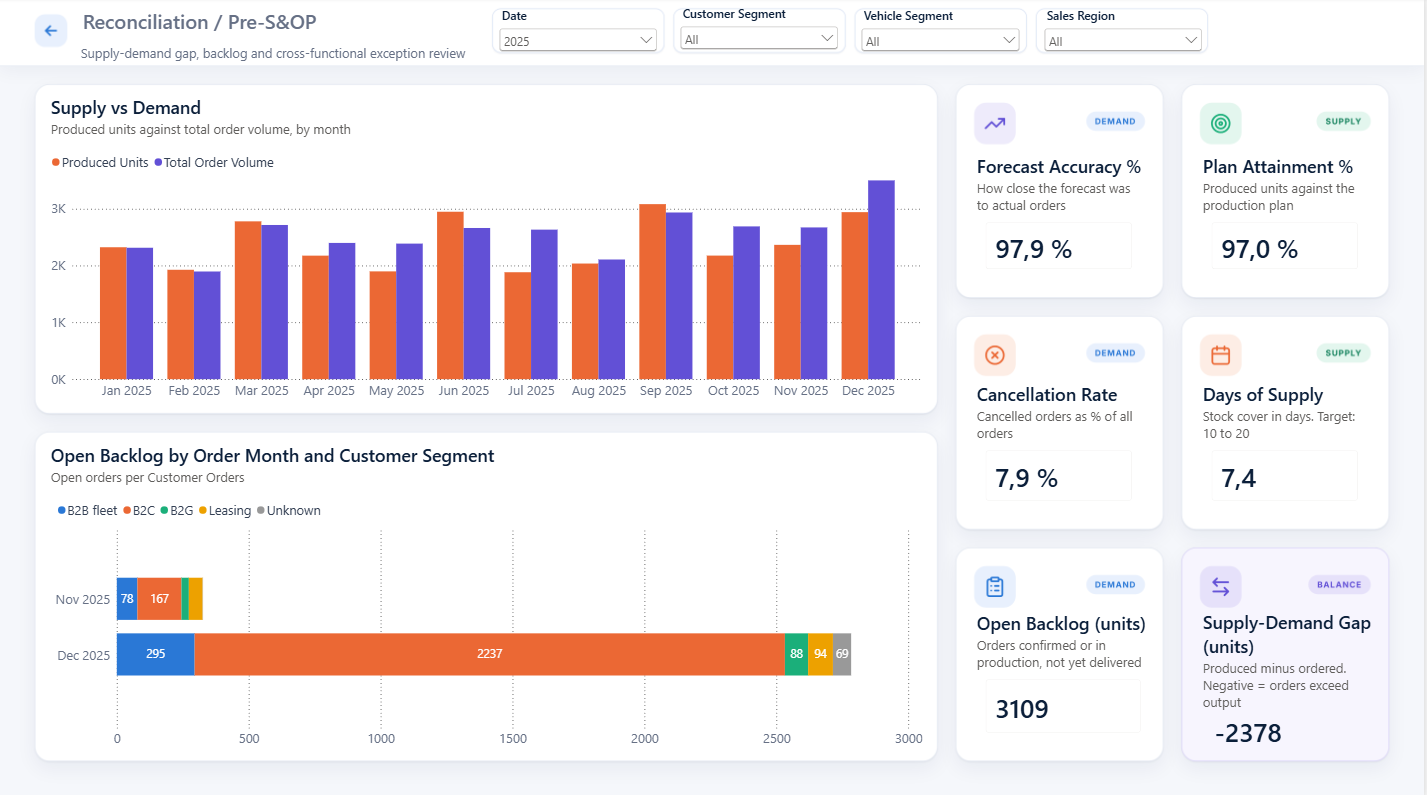 Reconciliation / Pre-S&OP
Supply-demand gap, backlog and cross-functional exception review
Date
2025
Customer Segment
All
Vehicle Segment
All
Sales Region
All
Supply vs Demand
Produced units against total order volume, by month
Produced Units Total Order Volume
3K
2K
1K
0K
Jan 2025 Feb 2025 Mar 2025 Apr 2025 May 2025 Jun 2025 Jul 2025 Aug 2025 Sep 2025 Oct 2025 Nov 2025 Dec 2025
Open Backlog by Order Month and Customer Segment
Open orders per Customer Orders
B2B fleet B2C B2G Leasing Unknown
Nov 2025 78 167
Dec 2025 295 2237 88 94 69
0 500 1000 1500 2000 2500 3000
DEMAND
Forecast Accuracy %
How close the forecast was
to actual orders
97,9 %
SUPPLY
Plan Attainment %
Produced units against the
production plan
97,0 %
DEMAND
Cancellation Rate
Cancelled orders as % of all
orders
7,9 %
SUPPLY
Days of Supply
Stock cover in days. Target:
10 to 20
7,4
DEMAND
Open Backlog (units)
Orders confirmed or in
production, not yet delivered
3109
BALANCE
Supply-Demand Gap
(units)
Produced minus ordered.
Negative = orders exceed
output
-2378